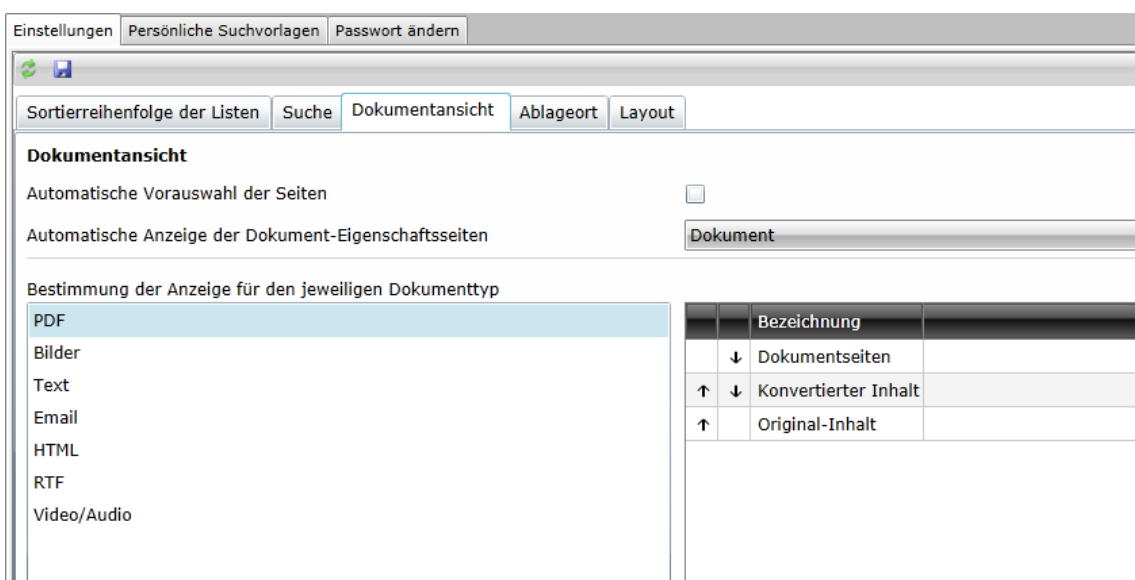 Einstellungen Persönliche Suchvorlagen Passwort ändern
Sortierreihenfolge der Listen Suche Dokumentansicht Ablageort Layout
Dokumentansicht
Automatische Vorauswahl der Seiten
Automatische Anzeige der Dokument-Eigenschaftsseiten Dokument
Bestimmung der Anzeige für den jeweiligen Dokumenttyp
PDF
Bilder
Text
Email
HTML
RTF
Video/Audio
Bezeichnung
↓ Dokumentseiten
↑ ↓ Konvertierter Inhalt
↑ Original-Inhalt